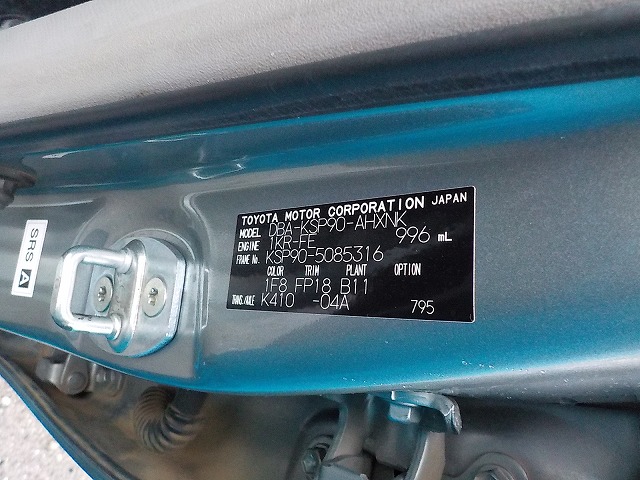 TOYOTA MOTOR CORPORATION JAPAN
MODEL DBA-KSP90-AHXNK
ENGINE 1KR-FE 996 mL
FRAME No. KSP90-5085316
COLOR TRIM PLANT OPTION
1F8 FP18 B11
TRANS./AXLE K410 -04A 795
SRS A